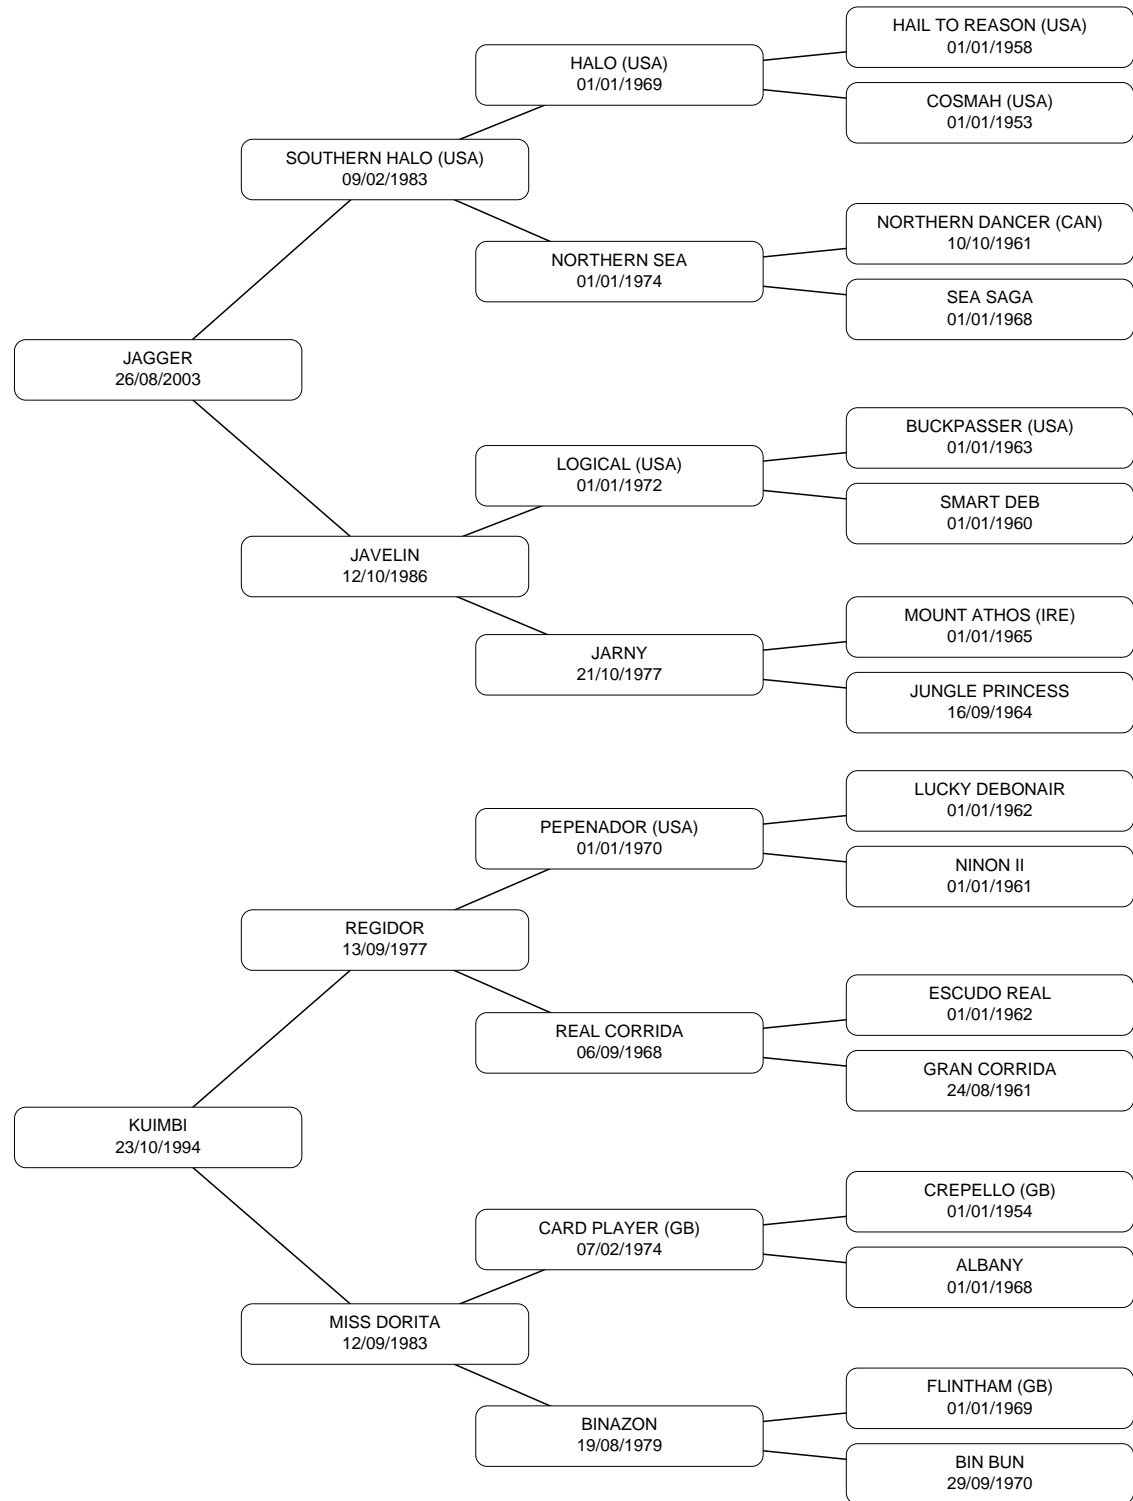 HAIL TO REASON (USA)
01/01/1958
HALO (USA)
01/01/1969
COSMAH (USA)
01/01/1953
SOUTHERN HALO (USA)
09/02/1983
NORTHERN DANCER (CAN)
10/10/1961
NORTHERN SEA
01/01/1974
SEA SAGA
01/01/1968
JAGGER
26/08/2003
BUCKPASSER (USA)
01/01/1963
LOGICAL (USA)
01/01/1972
SMART DEB
01/01/1960
JAVELIN
12/10/1986
MOUNT ATHOS (IRE)
01/01/1965
JARNY
21/10/1977
JUNGLE PRINCESS
16/09/1964
LUCKY DEBONAIR
01/01/1962
PEPENADOR (USA)
01/01/1970
NINON II
01/01/1961
REGIDOR
13/09/1977
ESCUDO REAL
01/01/1962
REAL CORRIDA
06/09/1968
GRAN CORRIDA
24/08/1961
KUIMBI
23/10/1994
CREPELLO (GB)
01/01/1954
CARD PLAYER (GB)
07/02/1974
ALBANY
01/01/1968
MISS DORITA
12/09/1983
FLINTHAM (GB)
01/01/1969
BINAZON
19/08/1979
BIN BUN
29/09/1970